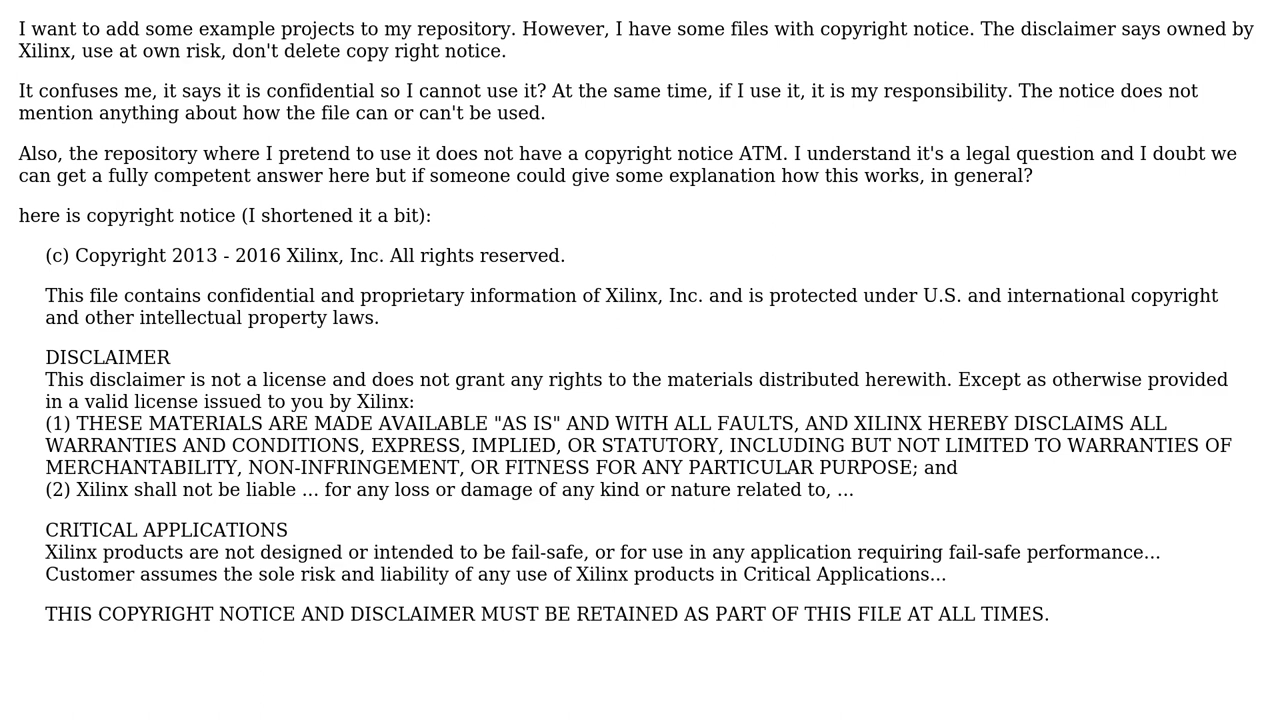 I want to add some example projects to my repository. However, I have some files with copyright notice. The disclaimer says owned by
Xilinx, use at own risk, don't delete copy right notice.
It confuses me, it says it is confidential so I cannot use it? At the same time, if I use it, it is my responsibility. The notice does not
mention anything about how the file can or can't be used.
Also, the repository where I pretend to use it does not have a copyright notice ATM. I understand it's a legal question and I doubt we
can get a fully competent answer here but if someone could give some explanation how this works, in general?
here is copyright notice (I shortened it a bit):
(c) Copyright 2013 - 2016 Xilinx, Inc. All rights reserved.
This file contains confidential and proprietary information of Xilinx, Inc. and is protected under U.S. and international copyright
and other intellectual property laws.
DISCLAIMER
This disclaimer is not a license and does not grant any rights to the materials distributed herewith. Except as otherwise provided
in a valid license issued to you by Xilinx:
(1) THESE MATERIALS ARE MADE AVAILABLE "AS IS" AND WITH ALL FAULTS, AND XILINX HEREBY DISCLAIMS ALL
WARRANTIES AND CONDITIONS, EXPRESS, IMPLIED, OR STATUTORY, INCLUDING BUT NOT LIMITED TO WARRANTIES OF
MERCHANTABILITY, NON-INFRINGEMENT, OR FITNESS FOR ANY PARTICULAR PURPOSE; and
(2) Xilinx shall not be liable ... for any loss or damage of any kind or nature related to, ...
CRITICAL APPLICATIONS
Xilinx products are not designed or intended to be fail-safe, or for use in any application requiring fail-safe performance...
Customer assumes the sole risk and liability of any use of Xilinx products in Critical Applications...
THIS COPYRIGHT NOTICE AND DISCLAIMER MUST BE RETAINED AS PART OF THIS FILE AT ALL TIMES.